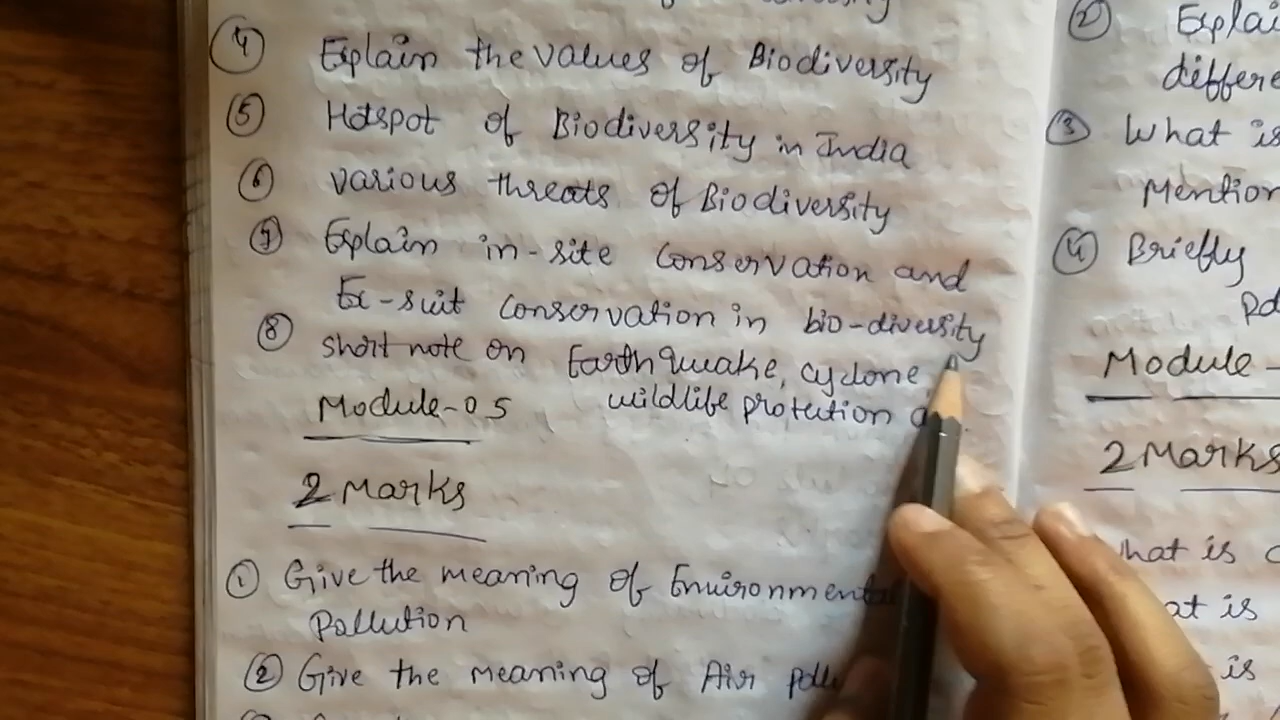 ④ Explain the values of Biodiversity
⑤ Hotspot of Biodiversity in India
⑥ various threats of Biodiversity
⑦ Explain in-site Conservation and
Ex-suit Conservation in bio-diversity
⑧ short note on Earth Quake, cyclone
wildlife protection
Module-05
2 Marks
① Give the meaning of Environmental
Pollution
② Give the meaning of Air
② Explai
differe
③ What is
Mention
④ Briefly
Module-
2 Marks
is
is
is